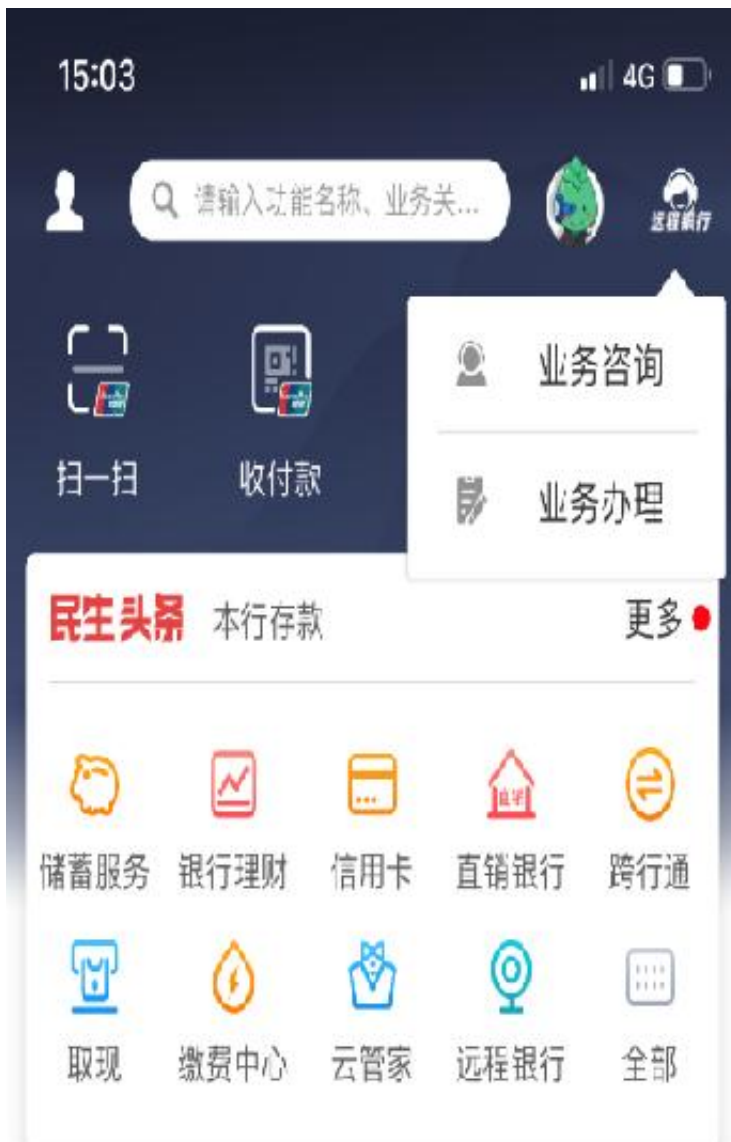 15:03 4G
请输入功能名称、业务关... 远程银行
业务咨询
扫一扫 收付款
业务办理
民生头条 本行存款 更多
直销
储蓄服务 银行理财 信用卡 直销银行 跨行通
取现 缴费中心 云管家 远程银行 全部